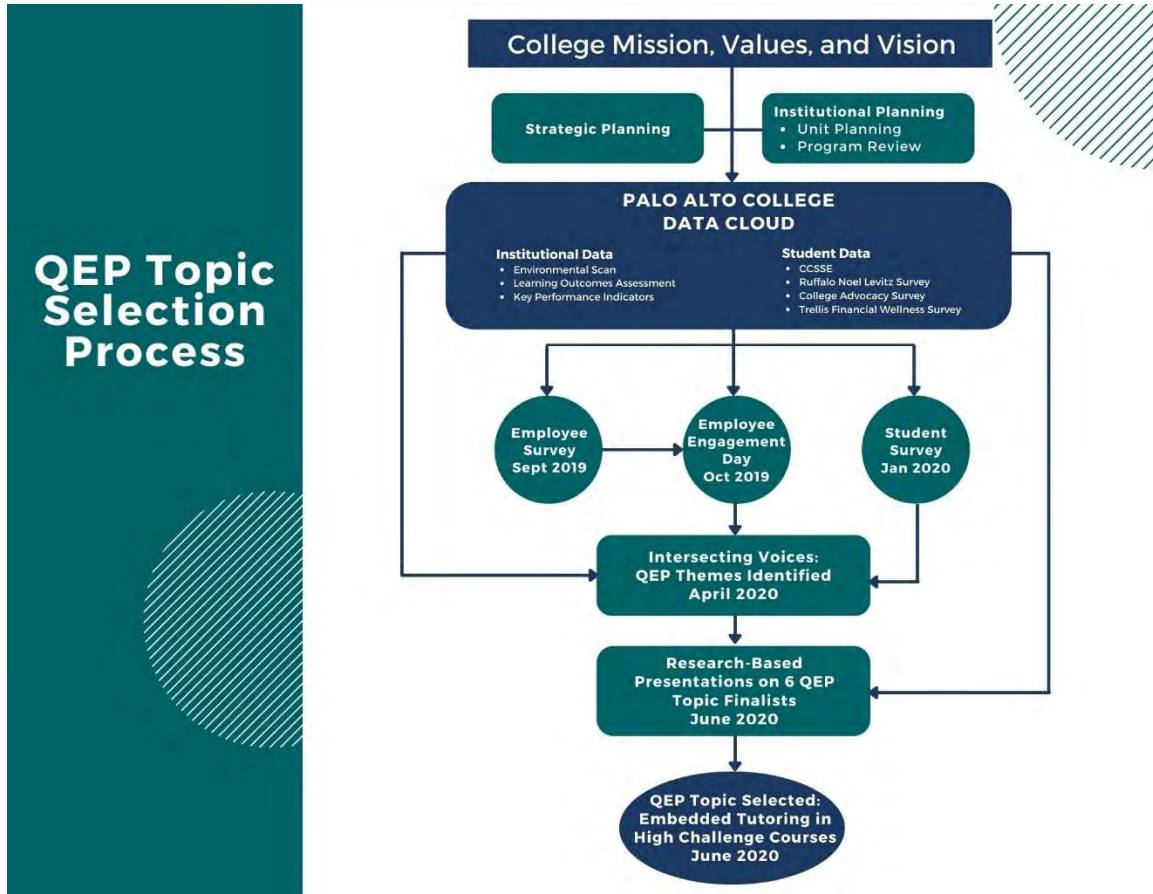 QEP Topic
Selection
Process
College Mission, Values, and Vision
Strategic Planning
Institutional Planning
• Unit Planning
• Program Review
PALO ALTO COLLEGE
DATA CLOUD
Institutional Data
• Environmental Scan
• Learning Outcomes Assessment
• Key Performance Indicators
Student Data
• CCSSE
• Ruffalo Noel Levitz Survey
• College Advocacy Survey
• Trellis Financial Wellness Survey
Employee
Survey
Sept 2019
Employee
Engagement
Day
Oct 2019
Student
Survey
Jan 2020
Intersecting Voices:
QEP Themes Identified
April 2020
Research-Based
Presentations on 6 QEP
Topic Finalists
June 2020
QEP Topic Selected:
Embedded Tutoring in
High Challenge Courses
June 2020